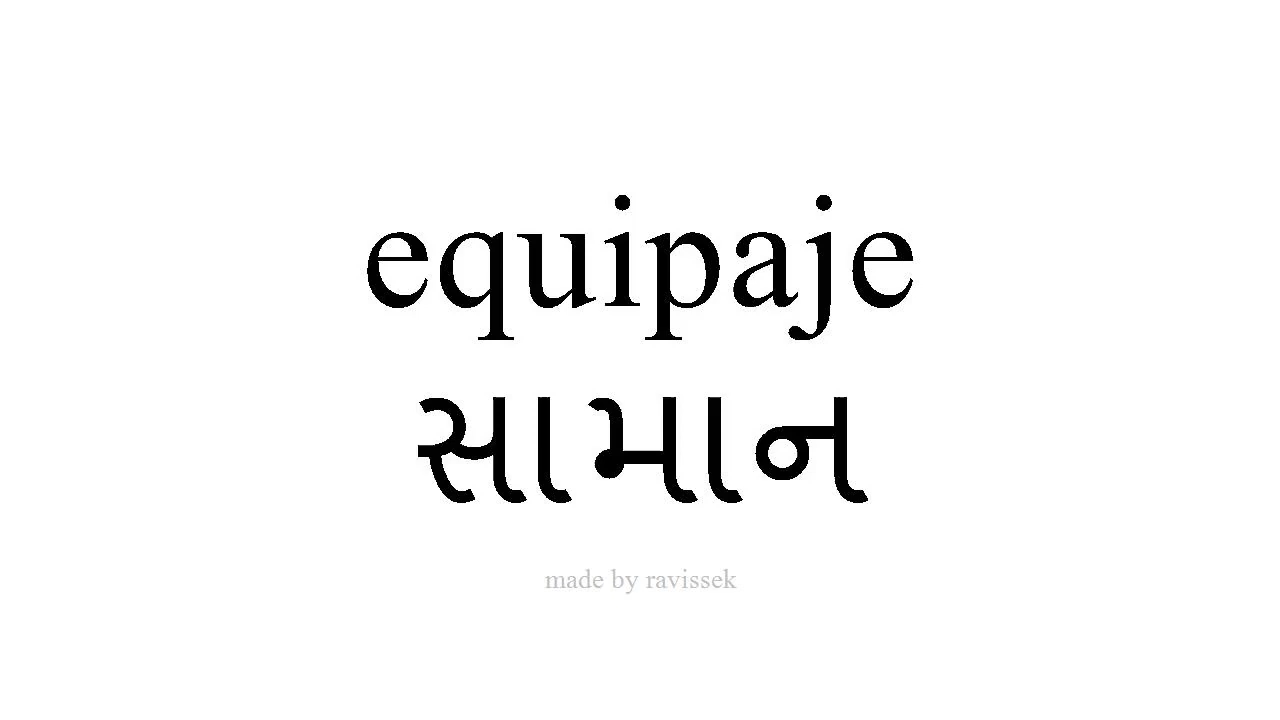 equipaje
સામાન
made by ravissek